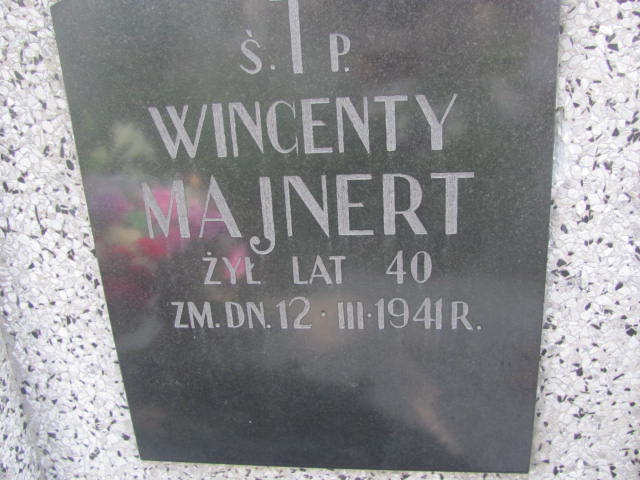 Ś. P.
WINCENTY
MAJNERT
ŻYŁ LAT 40
ZM. DN. 12 · III · 1941 R.